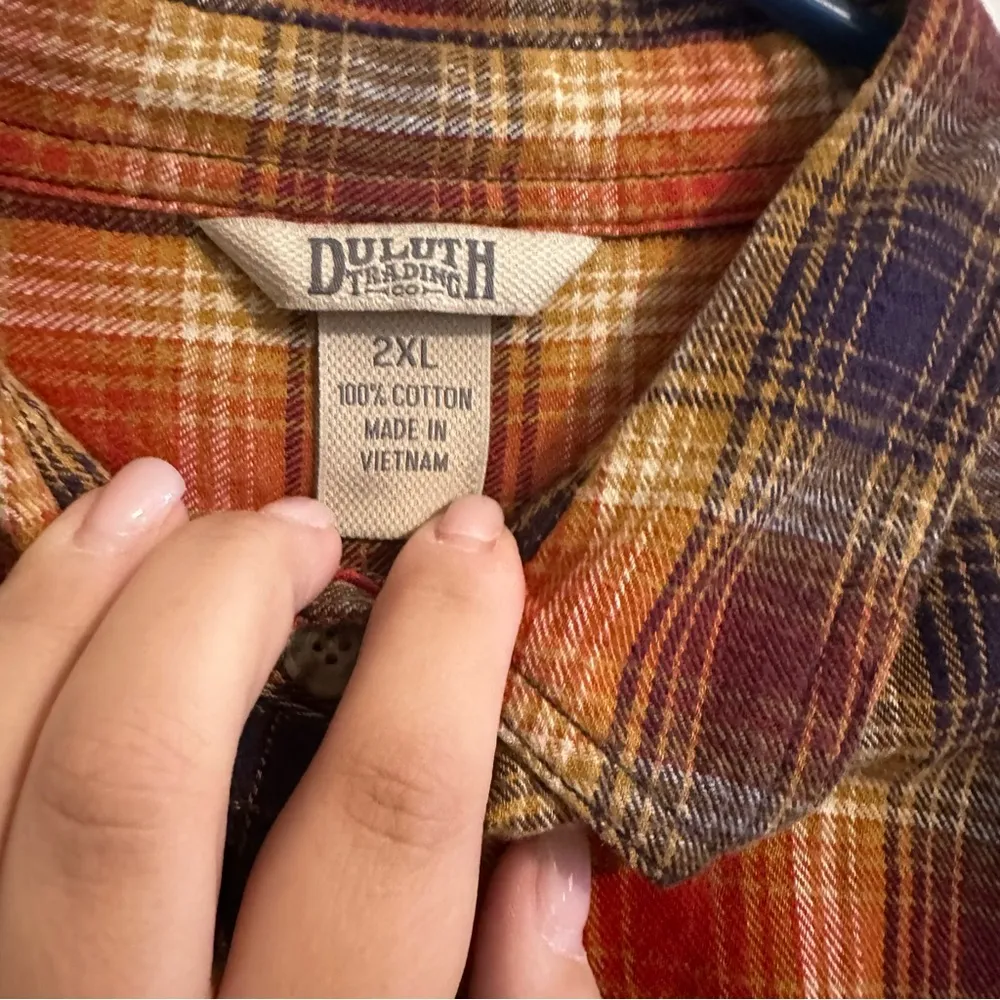 DULUTH
TRADING
CO
2XL
100% COTTON
MADE IN
VIETNAM